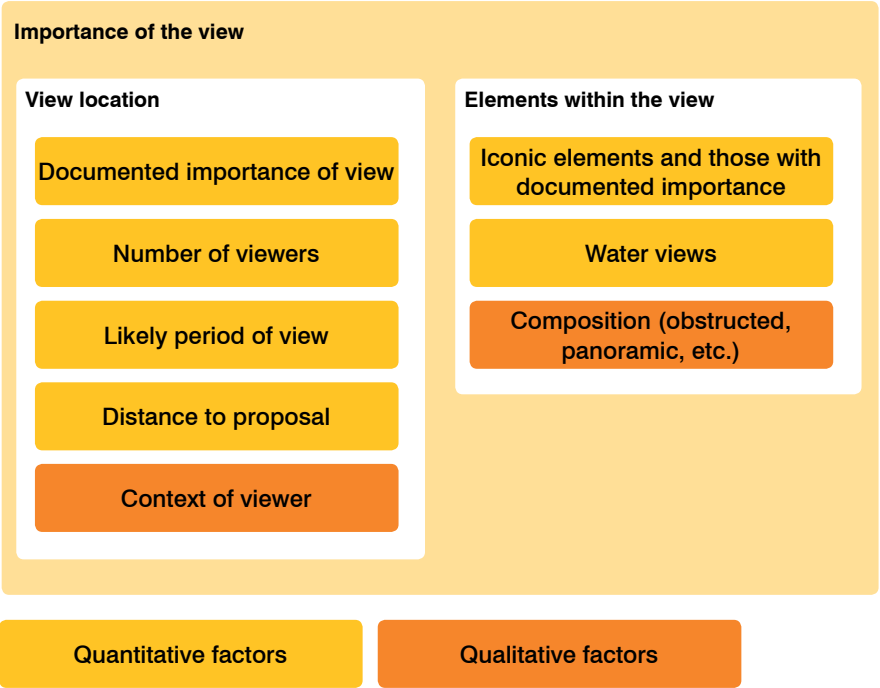 Importance of the view
View location
Documented importance of view
Number of viewers
Likely period of view
Distance to proposal
Context of viewer
Elements within the view
Iconic elements and those with
documented importance
Water views
Composition (obstructed,
panoramic, etc.)
Quantitative factors
Qualitative factors